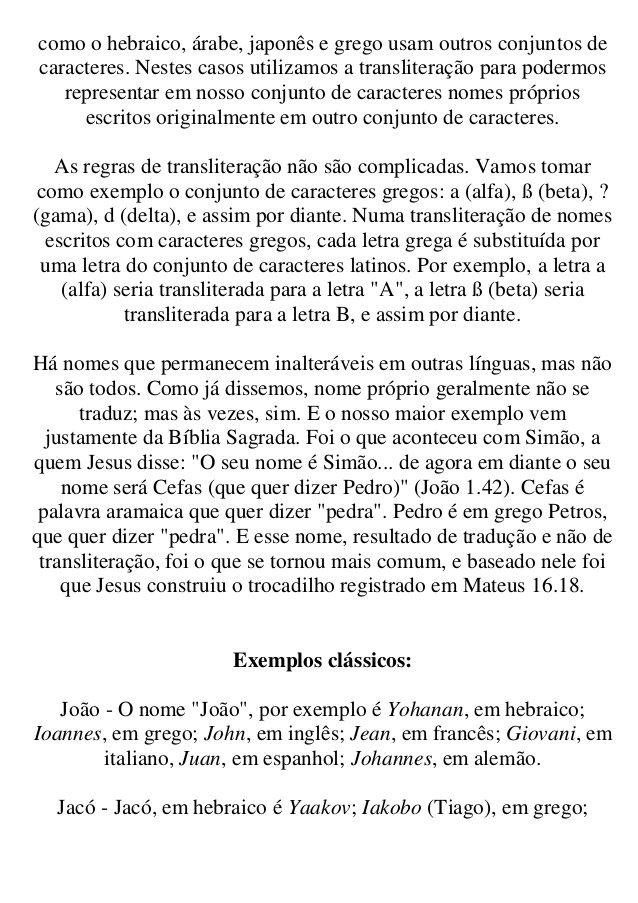 como o hebraico, árabe, japonês e grego usam outros conjuntos de
caracteres. Nestes casos utilizamos a transliteração para podermos
representar em nosso conjunto de caracteres nomes próprios
escritos originalmente em outro conjunto de caracteres.
As regras de transliteração não são complicadas. Vamos tomar
como exemplo o conjunto de caracteres gregos: a (alfa), ß (beta), ?
(gama), d (delta), e assim por diante. Numa transliteração de nomes
escritos com caracteres gregos, cada letra grega é substituída por
uma letra do conjunto de caracteres latinos. Por exemplo, a letra a
(alfa) seria transliterada para a letra "A", a letra ß (beta) seria
transliterada para a letra B, e assim por diante.
Há nomes que permanecem inalteráveis em outras línguas, mas não
são todos. Como já dissemos, nome próprio geralmente não se
traduz; mas às vezes, sim. E o nosso maior exemplo vem
justamente da Bíblia Sagrada. Foi o que aconteceu com Simão, a
quem Jesus disse: "O seu nome é Simão... de agora em diante o seu
nome será Cefas (que quer dizer Pedro)" (João 1.42). Cefas é
palavra aramaica que quer dizer "pedra". Pedro é em grego Petros,
que quer dizer "pedra". E esse nome, resultado de tradução e não de
transliteração, foi o que se tornou mais comum, e baseado nele foi
que Jesus construiu o trocadilho registrado em Mateus 16.18.
Exemplos clássicos:
João - O nome "João", por exemplo é Yohanan, em hebraico;
Ioannes, em grego; John, em inglês; Jean, em francês; Giovani, em
italiano, Juan, em espanhol; Johannes, em alemão.
Jacó - Jacó, em hebraico é Yaakov; Iakobo (Tiago), em grego;